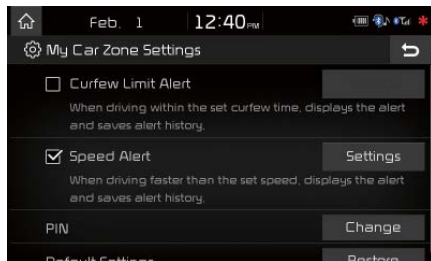 Feb. 1 12:40 PM
My Car Zone Settings
Curfew Limit Alert
When driving within the set curfew time, displays the alert
and saves alert history.
Speed Alert Settings
When driving faster than the set speed, displays the alert
and saves alert history.
PIN Change
Default Settings Restore